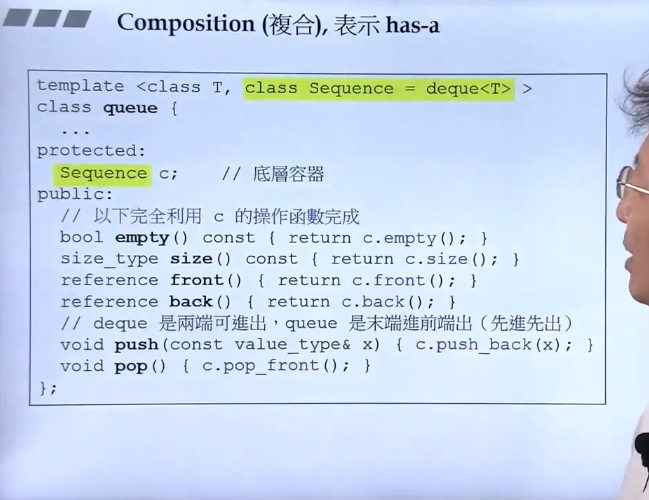 Composition (複合), 表示 has-a
template <class T, class Sequence = deque<T> >
class queue {
...
protected:
Sequence c; // 底層容器
public:
// 以下完全利用 c 的操作函數完成
bool empty() const { return c.empty(); }
size_type size() const { return c.size(); }
reference front() { return c.front(); }
reference back() { return c.back(); }
// deque 是兩端可進出，queue 是末端進前端出（先進先出）
void push(const value_type& x) { c.push_back(x); }
void pop() { c.pop_front(); }
};